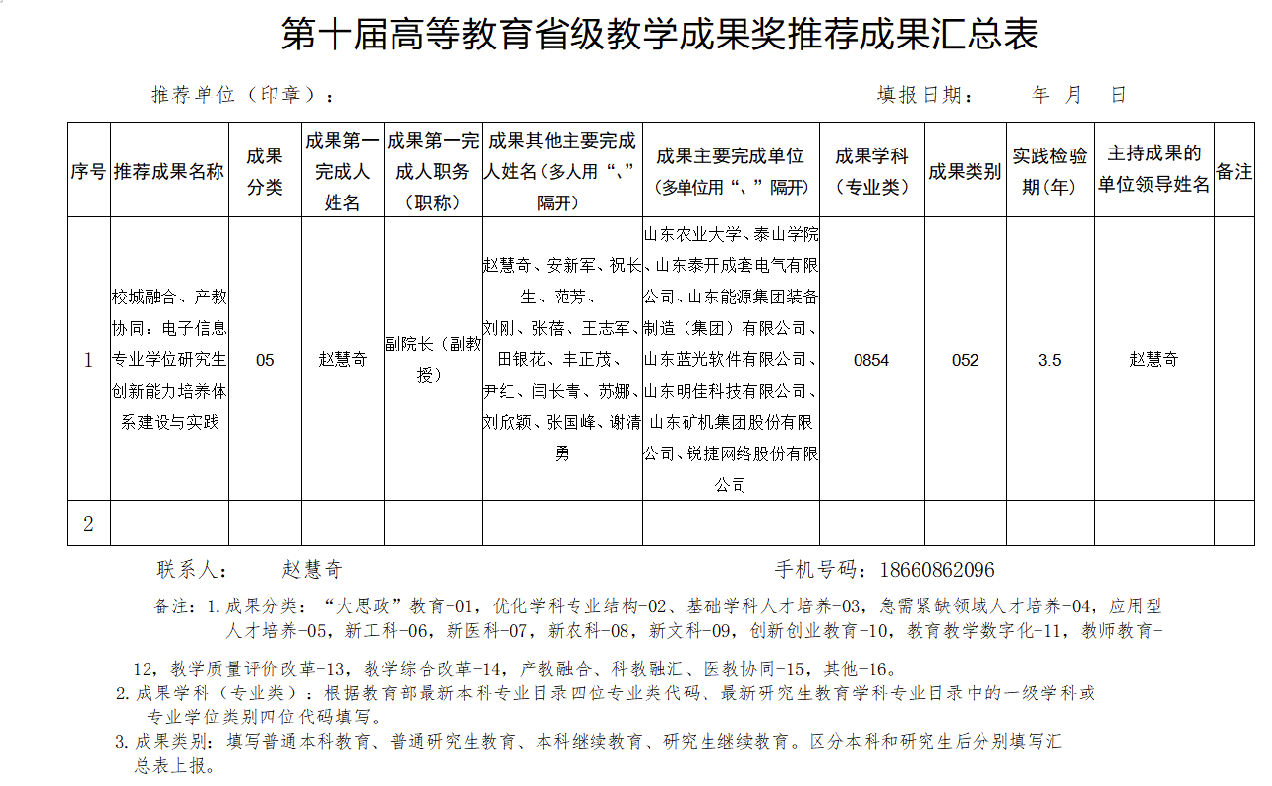 第十届高等教育省级教学成果奖推荐成果汇总表
推荐单位（印章）：
填报日期： 年 月 日
序号
推荐成果名称
成果
分类
成果第一
完成人
姓名
成果第一完
成人职务
（职称）
成果其他主要完成
人姓名（多人用“、”
隔开）
成果主要完成单位
（多单位用“、”隔开）
成果学科
（专业类）
成果类别
实践检验
期（年）
主持成果的
单位领导姓名
备注
1
校城融合、产教
协同：电子信息
专业学位研究生
创新能力培养体
系建设与实践
05
赵慧奇
副院长（副教
授）
赵慧奇、安新军、祝长
生、范芳、
刘刚、张蓓、王志军、
田银花、丰正茂、
尹红、闫长青、苏娜、
刘欣颖、张国峰、谢清
勇
山东农业大学、泰山学院
、山东泰开成套电气有限
公司、山东能源集团装备
制造（集团）有限公司、
山东蓝光软件有限公司、
山东明佳科技有限公司、
山东矿机集团股份有限
公司、锐捷网络股份有限
公司
0854
052
3.5
赵慧奇
2
联系人： 赵慧奇
手机号码：18660862096
备注：1.成果分类：“大思政”教育-01，优化学科专业结构-02、基础学科人才培养-03，急需紧缺领域人才培养-04，应用型
人才培养-05，新工科-06，新医科-07，新农科-08，新文科-09，创新创业教育-10，教育教学数字化-11，教师教育-
12，教学质量评价改革-13，教学综合改革-14，产教融合、科教融汇、医教协同-15，其他-16。
2.成果学科（专业类）：根据教育部最新本科专业目录四位专业类代码、最新研究生教育学科专业目录中的一级学科或
专业学位类别四位代码填写。
3.成果类别：填写普通本科教育、普通研究生教育、本科继续教育、研究生继续教育。区分本科和研究生后分别填写汇
总表上报。